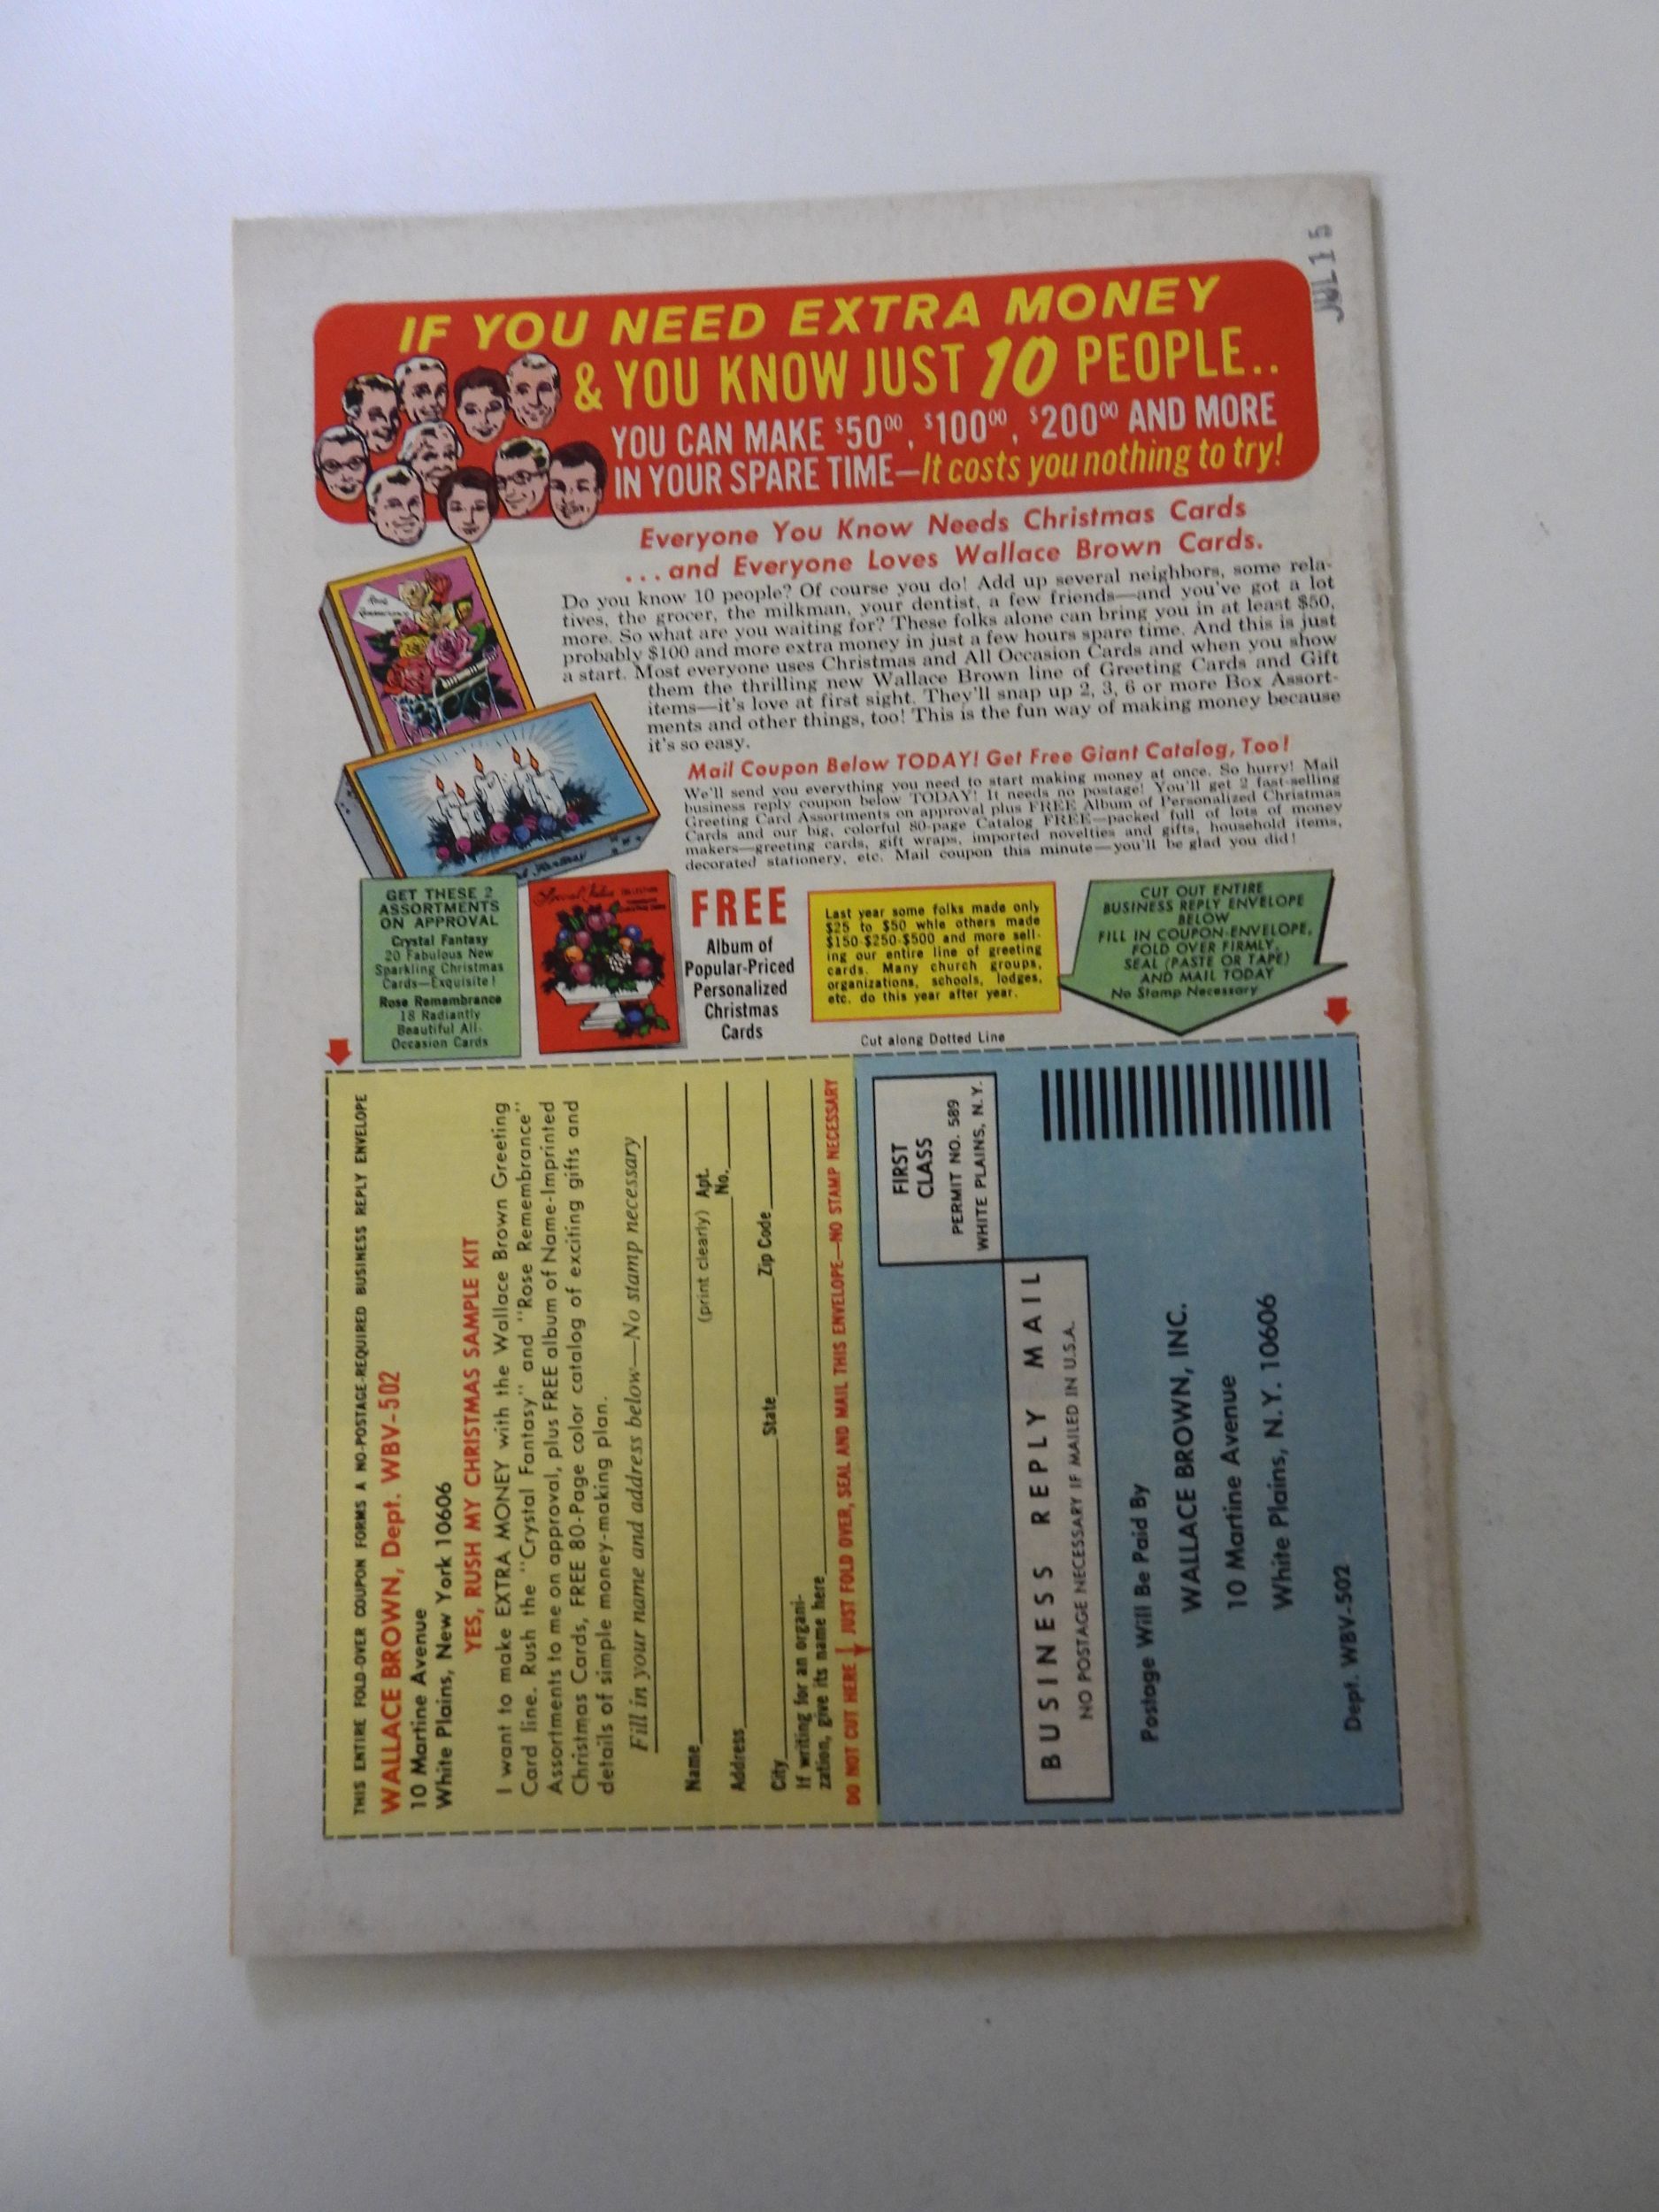 JUL 15
IF YOU NEED EXTRA MONEY
& YOU KNOW JUST 10 PEOPLE..
YOU CAN MAKE $50⁰⁰, $100⁰⁰, $200⁰⁰ AND MORE
IN YOUR SPARE TIME—It costs you nothing to try!
Everyone You Know Needs Christmas Cards
...and Everyone Loves Wallace Brown Cards.
Do you know 10 people? Of course you do! Add up several neighbors, some rela-
tives, the grocer, the milkman, your dentist, a few friends—and you've got a lot
more. So what are you waiting for? These folks alone can bring you in at least $50,
probably $100 and more extra money in just a few hours spare time. And this is just
a start. Most everyone uses Christmas and All Occasion Cards and when you show
them the thrilling new Wallace Brown line of Greeting Cards and Gift
items—it's love at first sight. They'll snap up 2, 3, 6 or more Box Assort-
ments and other things, too! This is the fun way of making money because
it's so easy.
Mail Coupon Below TODAY! Get Free Giant Catalog, Too!
We'll send you everything you need to start making money at once. So hurry! Mail
business reply coupon below TODAY! It needs no postage! You'll get 2 fast-selling
Greeting Card Assortments on approval plus FREE Album of Personalized Christmas
Cards and our big, colorful 80-page Catalog FREE—packed full of lots of money
makers—greeting cards, gift wraps, imported novelties and gifts, household items,
decorated stationery, etc. Mail coupon this minute—you'll be glad you did!
GET THESE 2
ASSORTMENTS
ON APPROVAL
Crystal Fantasy
20 Fabulous New
Sparkling Christmas
Cards—Exquisite!
Rose Remembrance
18 Radiantly
Beautiful All-
Occasion Cards
Special Value
FREE
Album of
Popular-Priced
Personalized
Christmas
Cards
Last year some folks made only
$25 to $50 while others made
$150-$250-$500 and more sell-
ing our entire line of greeting
cards. Many church groups,
organizations, schools, lodges,
etc. do this year after year.
CUT OUT ENTIRE
BUSINESS REPLY ENVELOPE
BELOW
FILL IN COUPON-ENVELOPE,
FOLD OVER FIRMLY,
SEAL (PASTE OR TAPE)
AND MAIL TODAY
No Stamp Necessary
Cut along Dotted Line
THIS ENTIRE FOLD-OVER COUPON FORMS A NO-POSTAGE-REQUIRED BUSINESS REPLY ENVELOPE
WALLACE BROWN, Dept. WBV-502
10 Martine Avenue
White Plains, New York 10606
YES, RUSH MY CHRISTMAS SAMPLE KIT
I want to make EXTRA MONEY with the Wallace Brown Greeting
Card line. Rush the "Crystal Fantasy" and "Rose Remembrance"
Assortments to me on approval, plus FREE album of Name-Imprinted
Christmas Cards, FREE 80-Page color catalog of exciting gifts and
details of simple money-making plan.
Fill in your name and address below—No stamp necessary
Name
(print clearly) Apt.
Address No.
City State Zip Code
If writing for an organi-
zation, give its name here
DO NOT CUT HERE JUST FOLD OVER, SEAL AND MAIL THIS ENVELOPE—NO STAMP NECESSARY
FIRST
CLASS
PERMIT NO. 589
WHITE PLAINS, N.Y.
BUSINESS REPLY MAIL
NO POSTAGE NECESSARY IF MAILED IN U.S.A.
Postage Will Be Paid By
WALLACE BROWN, INC.
10 Martine Avenue
White Plains, N. Y. 10606
Dept. WBV-502